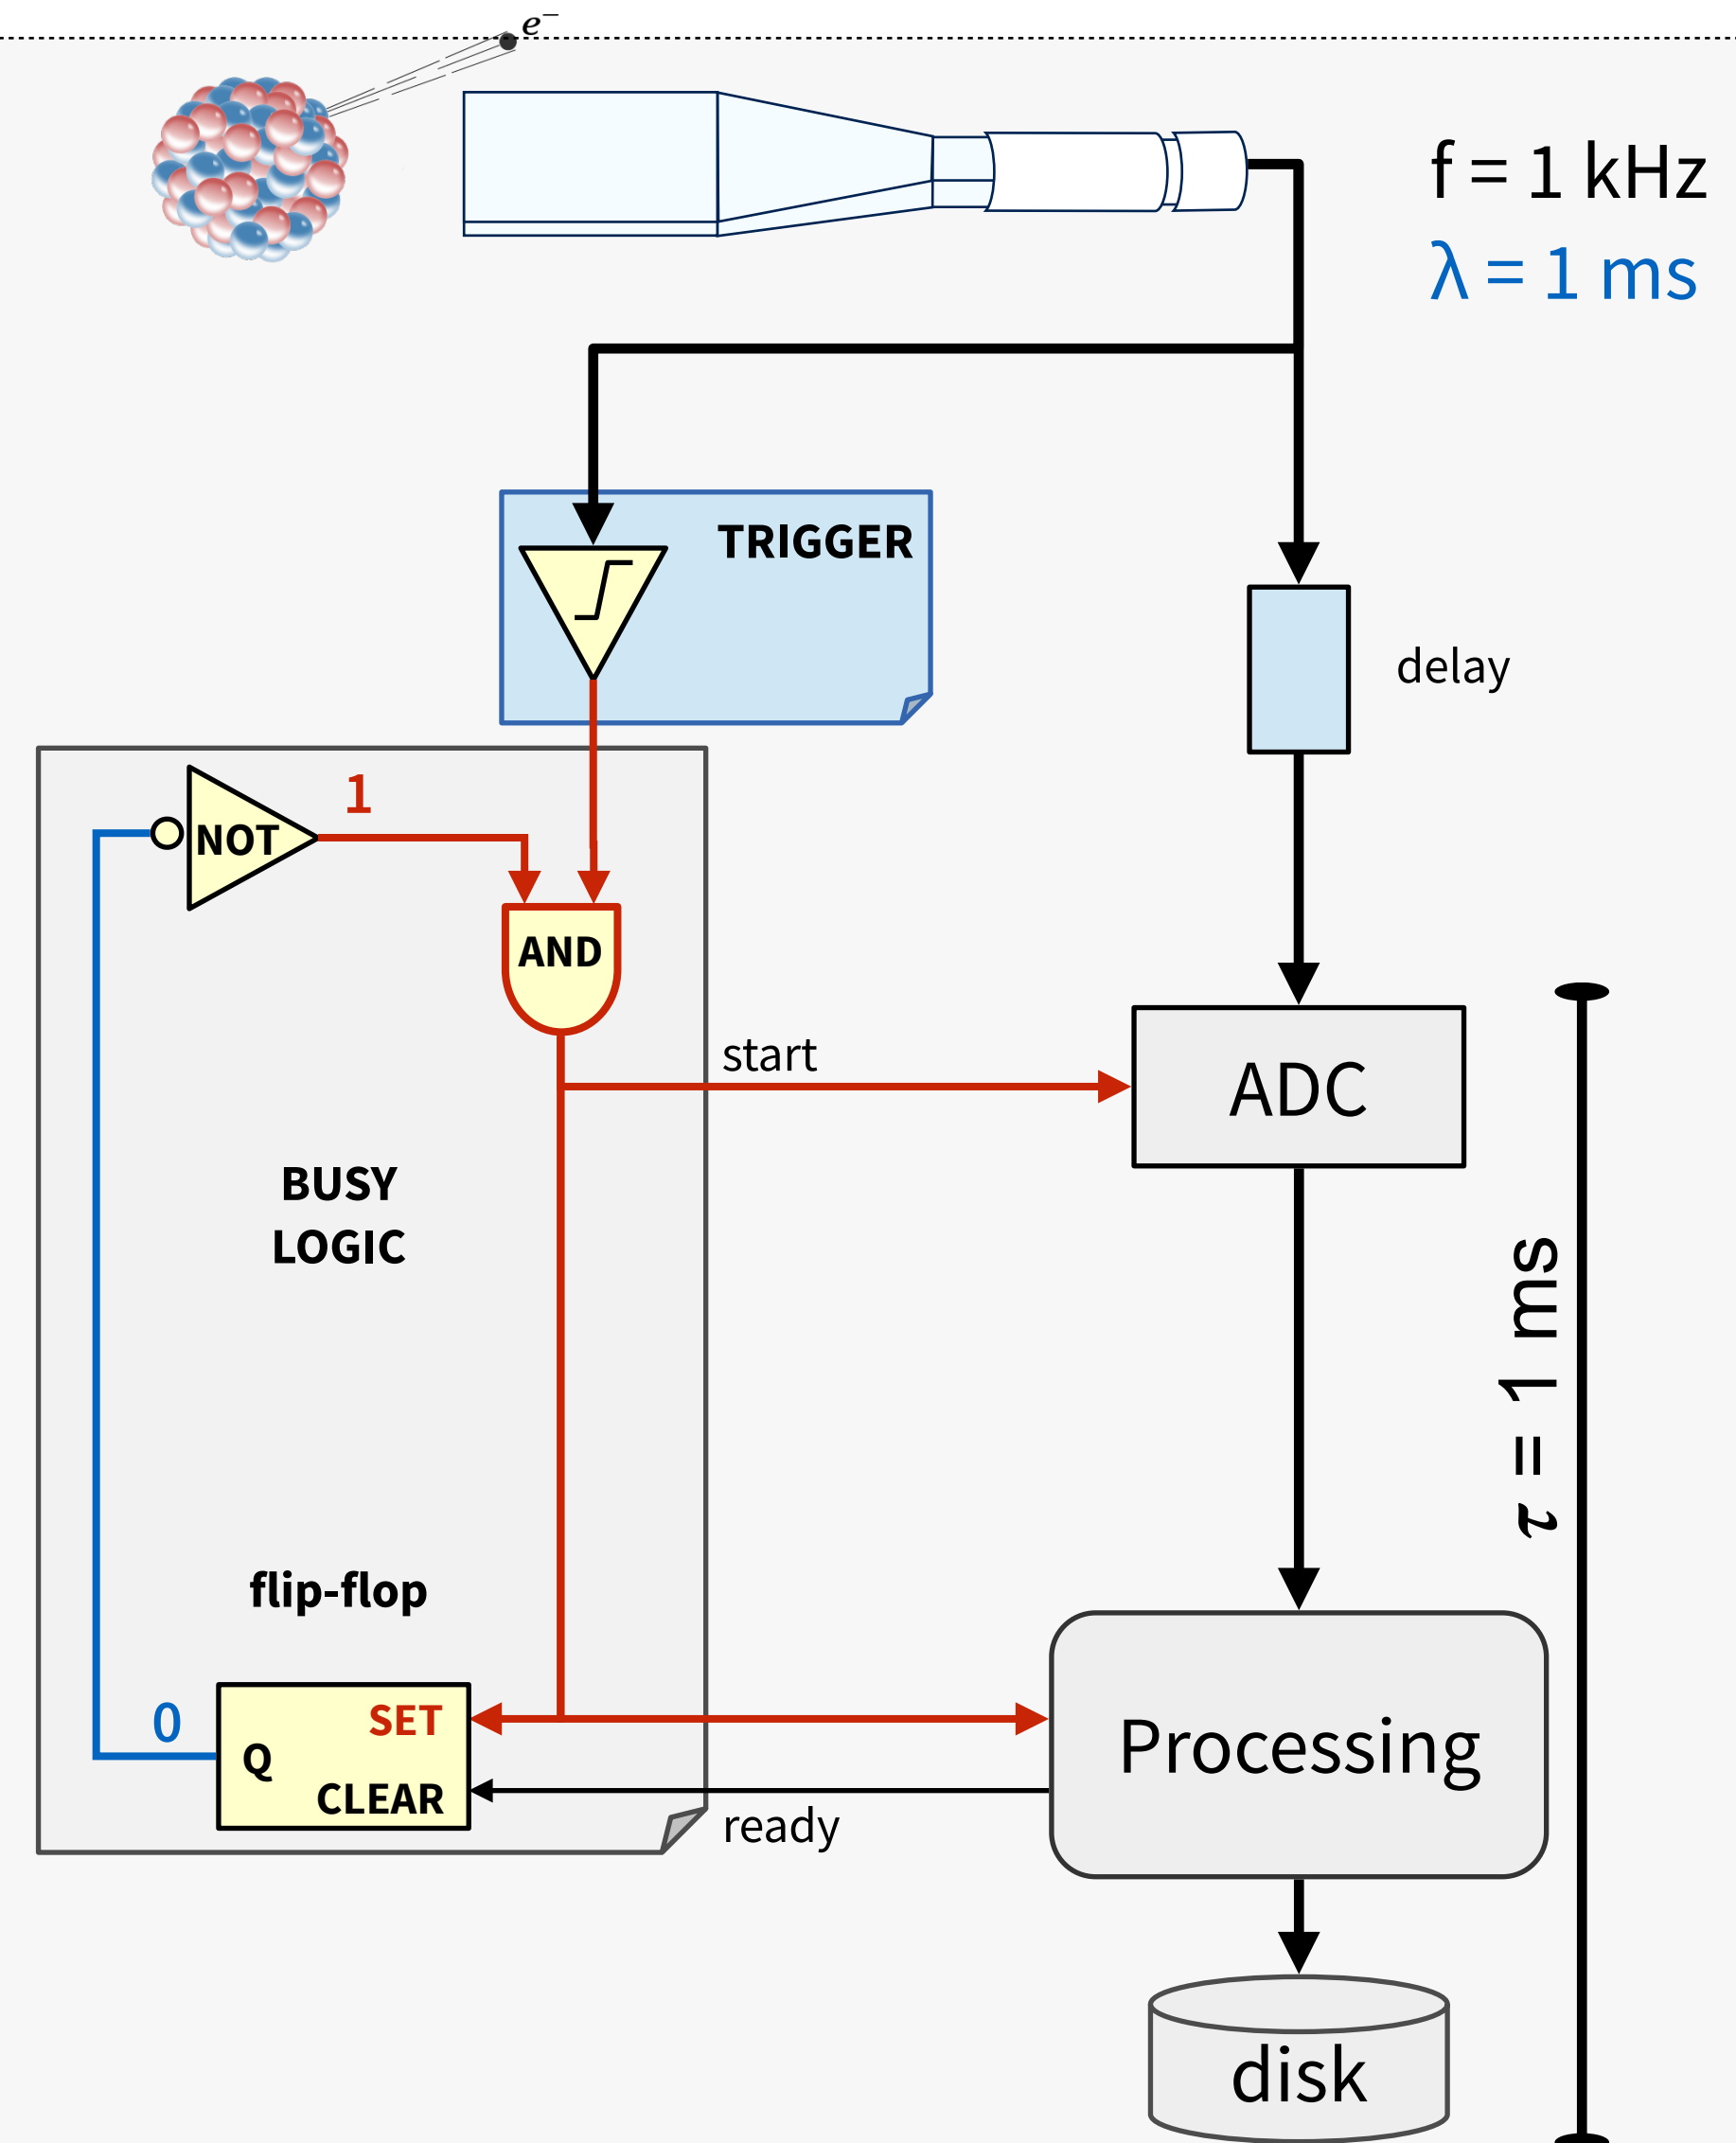 e⁻
f = 1 kHz
λ = 1 ms
TRIGGER
delay
NOT
1
AND
start
ADC
BUSY
LOGIC
τ = 1 ms
flip-flop
0
SET
Q
CLEAR
Processing
ready
disk